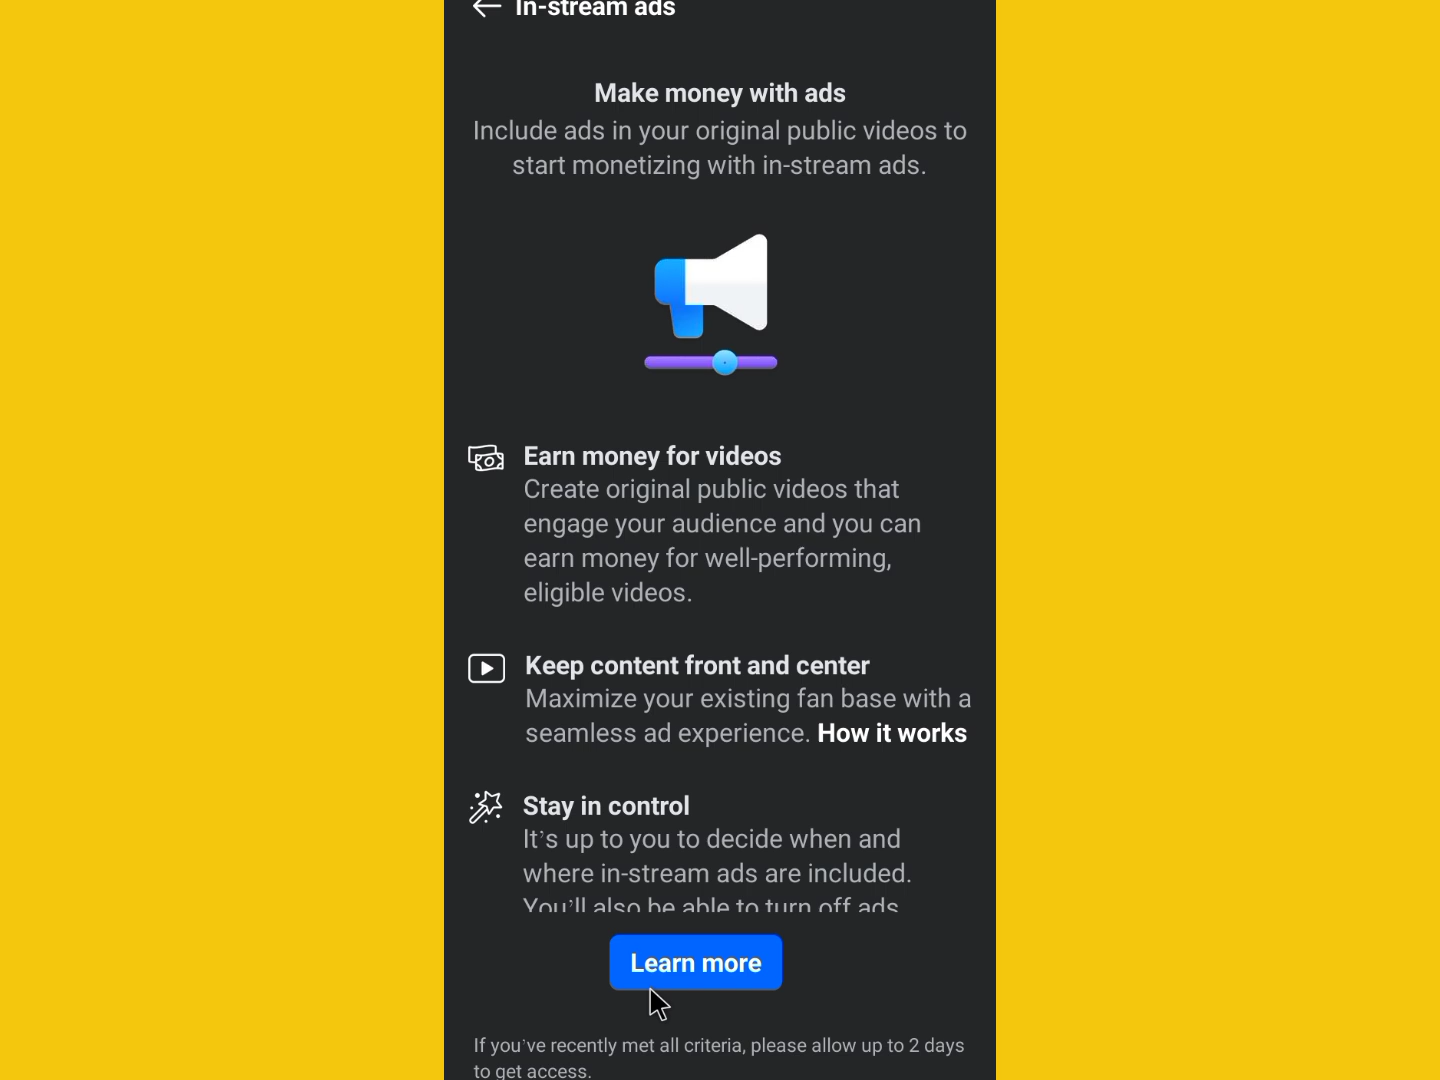 In-stream ads
Make money with ads
Include ads in your original public videos to
start monetizing with in-stream ads.
Earn money for videos
Create original public videos that
engage your audience and you can
earn money for well-performing,
eligible videos.
Keep content front and center
Maximize your existing fan base with a
seamless ad experience. How it works
Stay in control
It's up to you to decide when and
where in-stream ads are included.
You'll also be able to turn off ads
Learn more
If you've recently met all criteria, please allow up to 2 days
to get access.